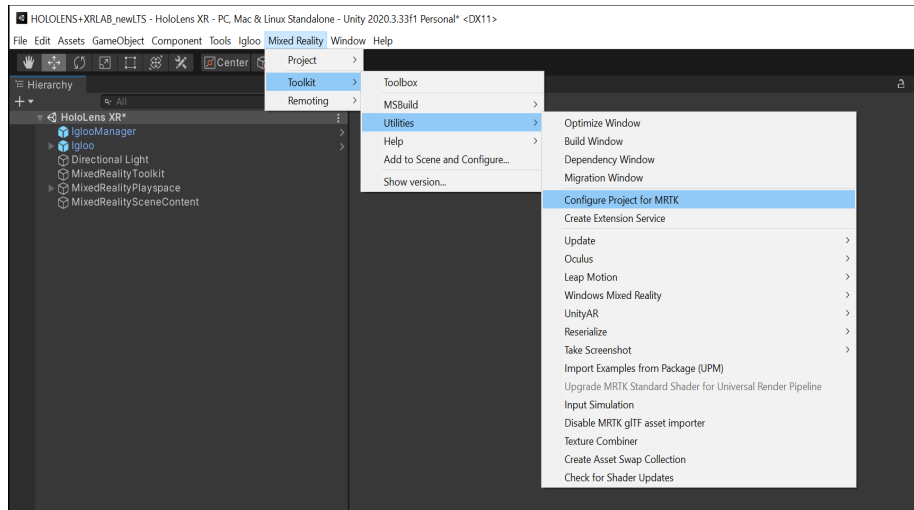 HOLOLENS+XRLAB_newLTS - HoloLens XR - PC, Mac & Linux Standalone - Unity 2020.3.33f1 Personal* <DX11>
File Edit Assets GameObject Component Tools Igloo Mixed Reality Window Help
Center
Project
Toolkit
Remoting
Hierarchy
All
HoloLens XR*
IglooManager
Igloo
Directional Light
MixedRealityToolkit
MixedRealityPlayspace
MixedRealitySceneContent
Toolbox
MSBuild
Utilities
Help
Add to Scene and Configure...
Show version...
Optimize Window
Build Window
Dependency Window
Migration Window
Configure Project for MRTK
Create Extension Service
Update
Oculus
Leap Motion
Windows Mixed Reality
UnityAR
Reserialize
Take Screenshot
Import Examples from Package (UPM)
Upgrade MRTK Standard Shader for Universal Render Pipeline
Input Simulation
Disable MRTK glTF asset importer
Texture Combiner
Create Asset Swap Collection
Check for Shader Updates